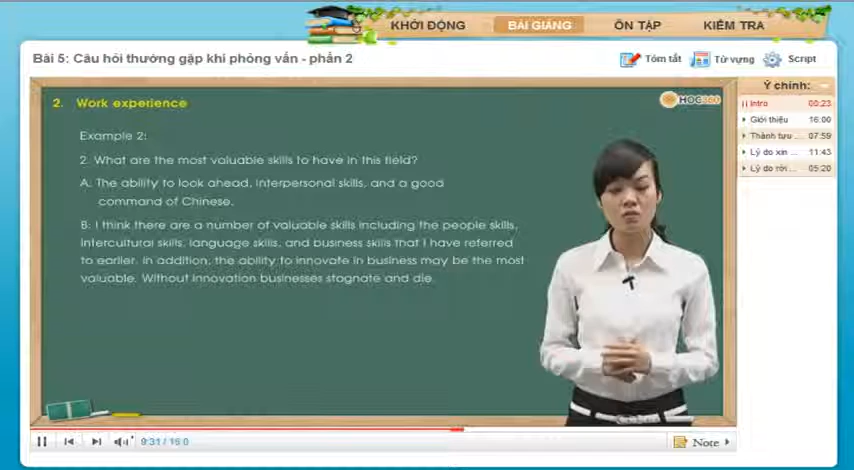 KHỞI ĐỘNG
BÀI GIẢNG
ÔN TẬP
KIỂM TRA
Bài 5: Câu hỏi thường gặp khi phỏng vấn - phần 2
Tóm tắt
Từ vựng
Script
2. Work experience
HOC360
Example 2:
2. What are the most valuable skills to have in this field?
A: The ability to look ahead, interpersonal skills, and a good
command of Chinese.
B: I think there are a number of valuable skills including the people skills,
intercultural skills, language skills, and business skills that I have referred
to earlier. In addition, the ability to innovate in business may be the most
valuable. Without innovation businesses stagnate and die.
Ý chính:
Intro 00:23
Giới thiệu 16:00
Thành tựu ... 07:59
Lý do xin ... 11:43
Lý do rời ... 05:20
9:31 / 16:0
Note